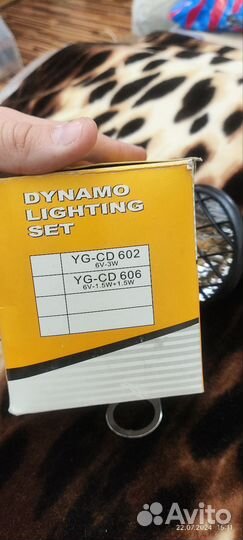 DYNAMO
LIGHTING
SET
YG-CD 602
6V-3W
YG-CD 606
6V-1.5W+1.5W
22.07.2024 15:11
Avito